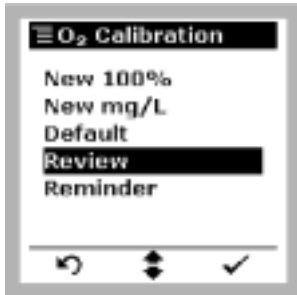 O₂ Calibration
New 100%
New mg/L
Default
Review
Reminder